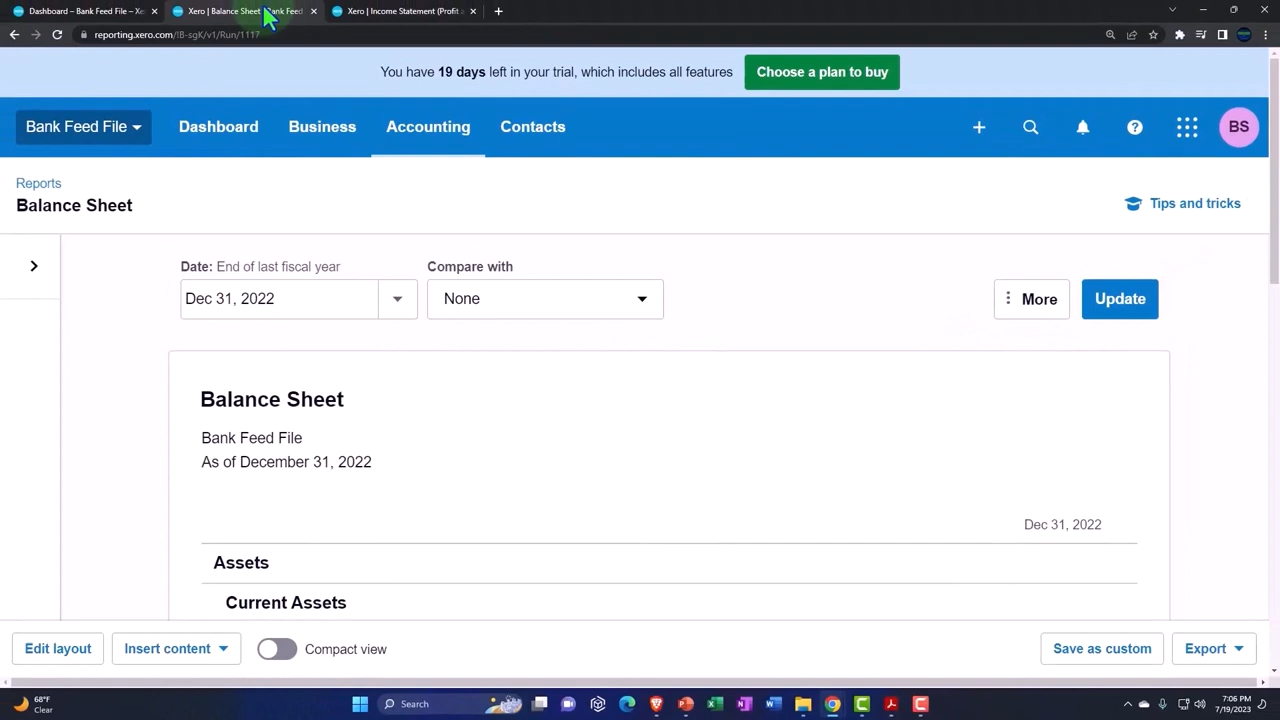 Dashboard – Bank Feed File – Xe
Xero | Balance Sheet Bank Feed
Xero | Income Statement (Profit a
reporting.xero.com/!B-sgK/v1/Run/1117
You have 19 days left in your trial, which includes all features
Choose a plan to buy
Bank Feed File
Dashboard
Business
Accounting
Contacts
BS
Reports
Balance Sheet
Tips and tricks
Date: End of last fiscal year
Compare with
Dec 31, 2022
None
More
Update
Balance Sheet
Bank Feed File
As of December 31, 2022
Dec 31, 2022
Assets
Current Assets
Edit layout
Insert content
Compact view
Save as custom
Export
68°F
Clear
Search
7:06 PM
7/19/2023